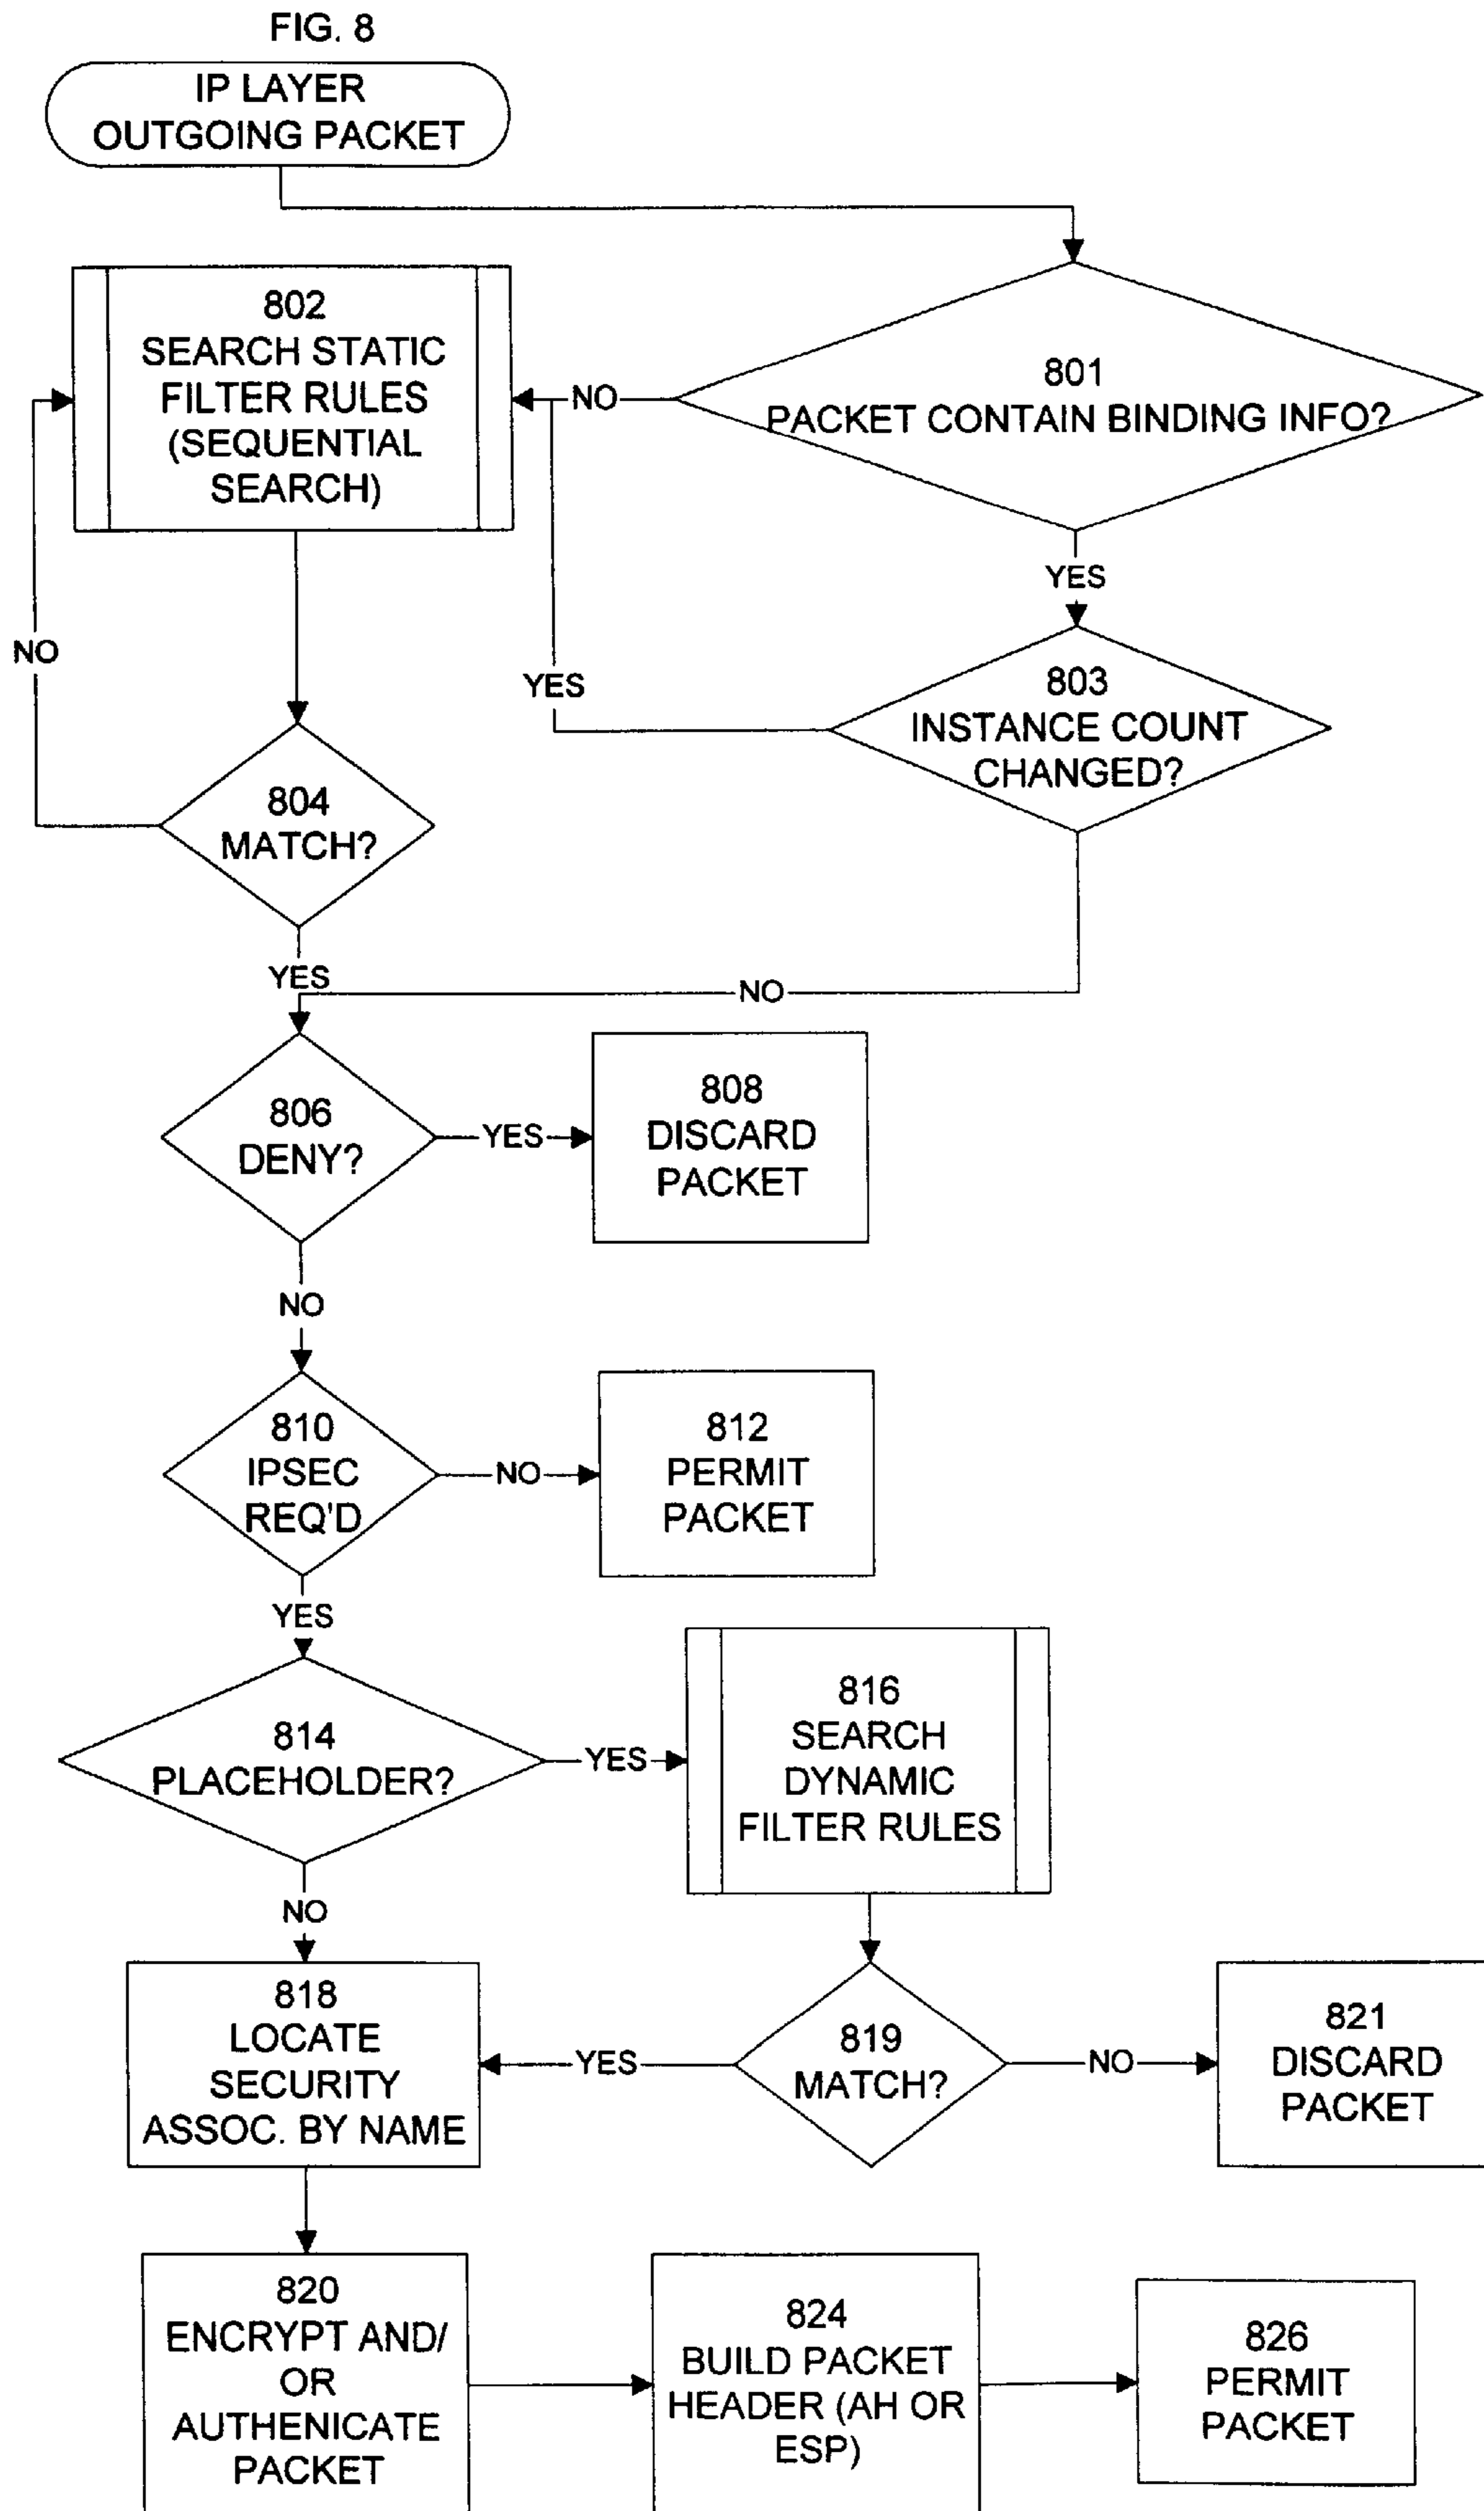 FIG. 8
IP LAYER
OUTGOING PACKET
802
SEARCH STATIC
FILTER RULES
(SEQUENTIAL
SEARCH)
NO
801
PACKET CONTAIN BINDING INFO?
YES
NO
YES
803
INSTANCE COUNT
CHANGED?
804
MATCH?
YES
NO
806
DENY?
YES
808
DISCARD
PACKET
NO
810
IPSEC
REQ'D
NO
812
PERMIT
PACKET
YES
814
PLACEHOLDER?
YES
816
SEARCH
DYNAMIC
FILTER RULES
NO
818
LOCATE
SECURITY
ASSOC. BY NAME
YES
819
MATCH?
NO
821
DISCARD
PACKET
820
ENCRYPT AND/
OR
AUTHENICATE
PACKET
824
BUILD PACKET
HEADER (AH OR
ESP)
826
PERMIT
PACKET